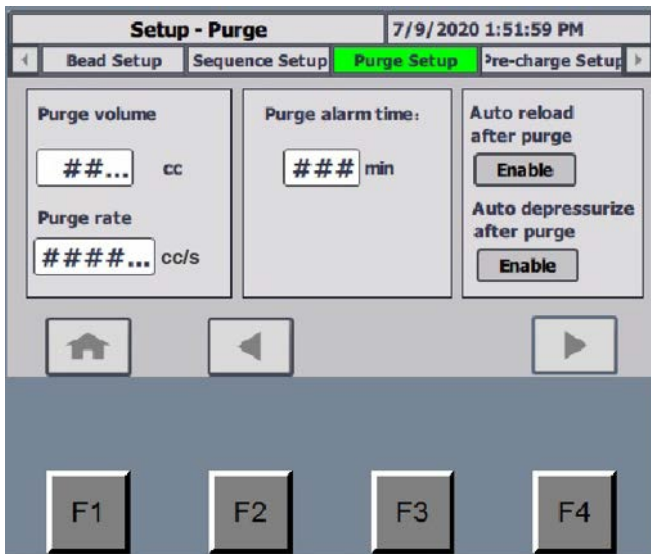 Setup - Purge
7/9/2020 1:51:59 PM
Bead Setup
Sequence Setup
Purge Setup
Pre-charge Setup
Purge volume
##... cc
Purge rate
####... cc/s
Purge alarm time:
### min
Auto reload
after purge
Enable
Auto depressurize
after purge
Enable
F1
F2
F3
F4